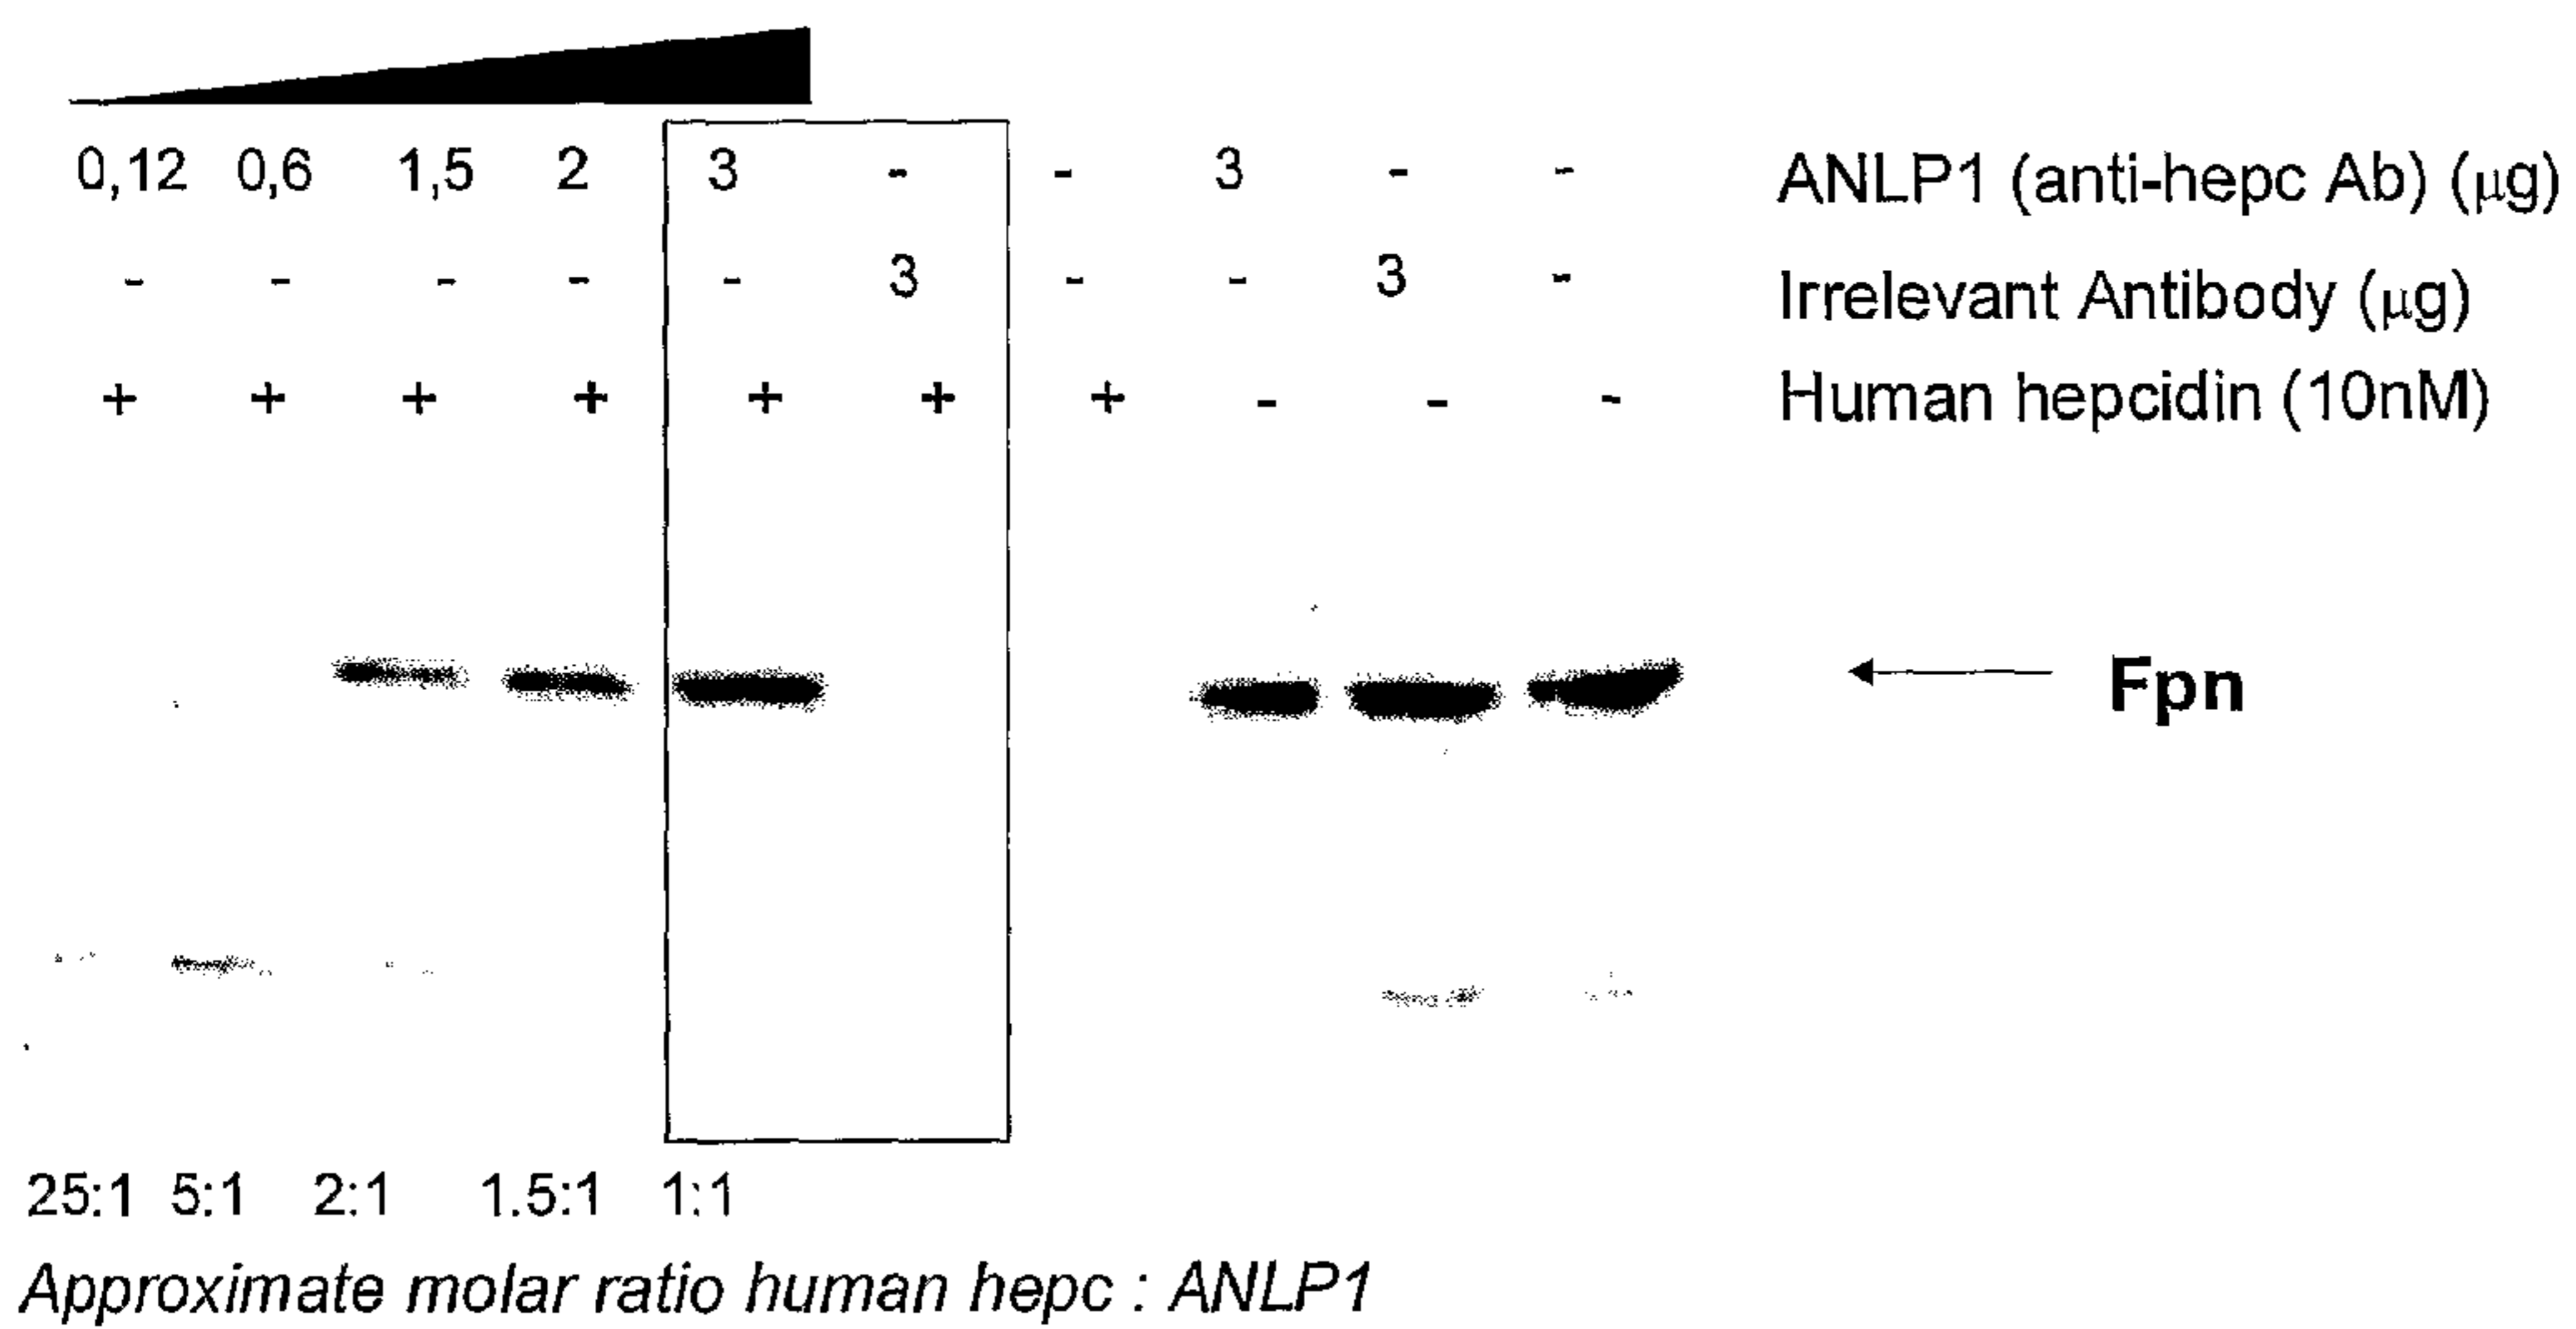 0,12 0,6 1,5 2 3 - - 3 - - ANLP1 (anti-hepc Ab) (μg)
- - - - - 3 - - 3 - Irrelevant Antibody (μg)
+ + + + + + + - - - Human hepcidin (10nM)
Fpn
25:1 5:1 2:1 1.5:1 1:1
Approximate molar ratio human hepc : ANLP1